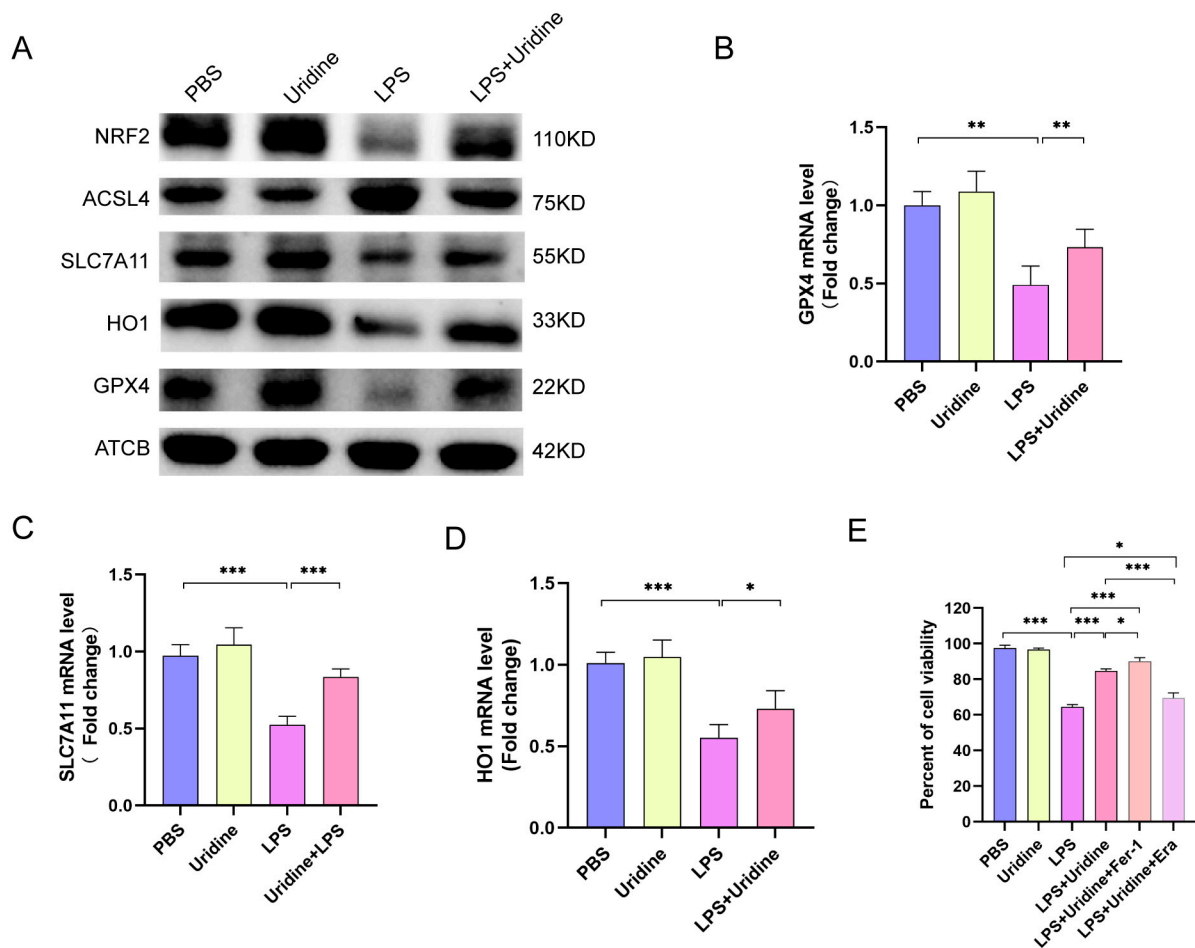 A
PBS
Uridine
LPS
LPS+Uridine
NRF2
110KD
ACSL4
75KD
SLC7A11
55KD
HO1
33KD
GPX4
22KD
ATCB
42KD
B
GPX4 mRNA level
（Fold change）
1.5
1.0
0.5
0.0
**
**
PBS
Uridine
LPS
LPS+Uridine
C
SLC7A11 mRNA level
（ Fold change）
1.5
1.0
0.5
0.0
***
***
PBS
Uridine
LPS
Uridine+LPS
D
HO1 mRNA level
(Fold change)
1.5
1.0
0.5
0.0
***
*
PBS
Uridine
LPS
LPS+Uridine
E
Percent of cell viability
120
100
80
60
40
20
0
*
***
***
***
***
*
PBS
Uridine
LPS
LPS+Uridine
LPS+Uridine+Fer-1
LPS+Uridine+Era